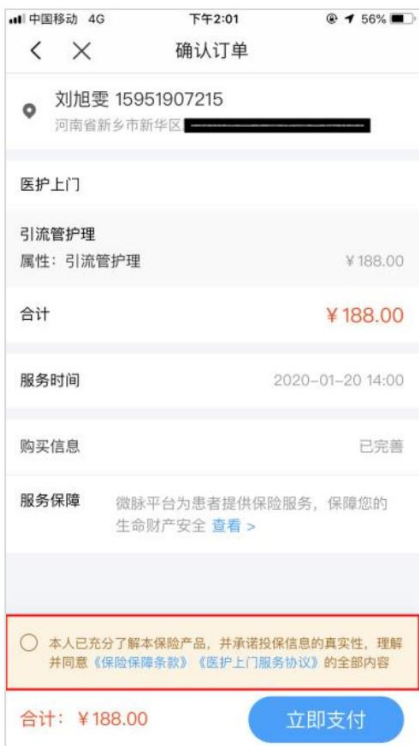 中国移动 4G 下午2:01 56%
确认订单
刘旭雯 15951907215
河南省新乡市新华区
医护上门
引流管护理
属性：引流管护理 ¥188.00
合计 ¥188.00
服务时间 2020-01-20 14:00
购买信息 已完善
服务保障 微脉平台为患者提供保险服务，保障您的
生命财产安全 查看 >
本人已充分了解本保险产品，并承诺投保信息的真实性，理解
并同意《保险保障条款》《医护上门服务协议》的全部内容
合计：¥188.00 立即支付